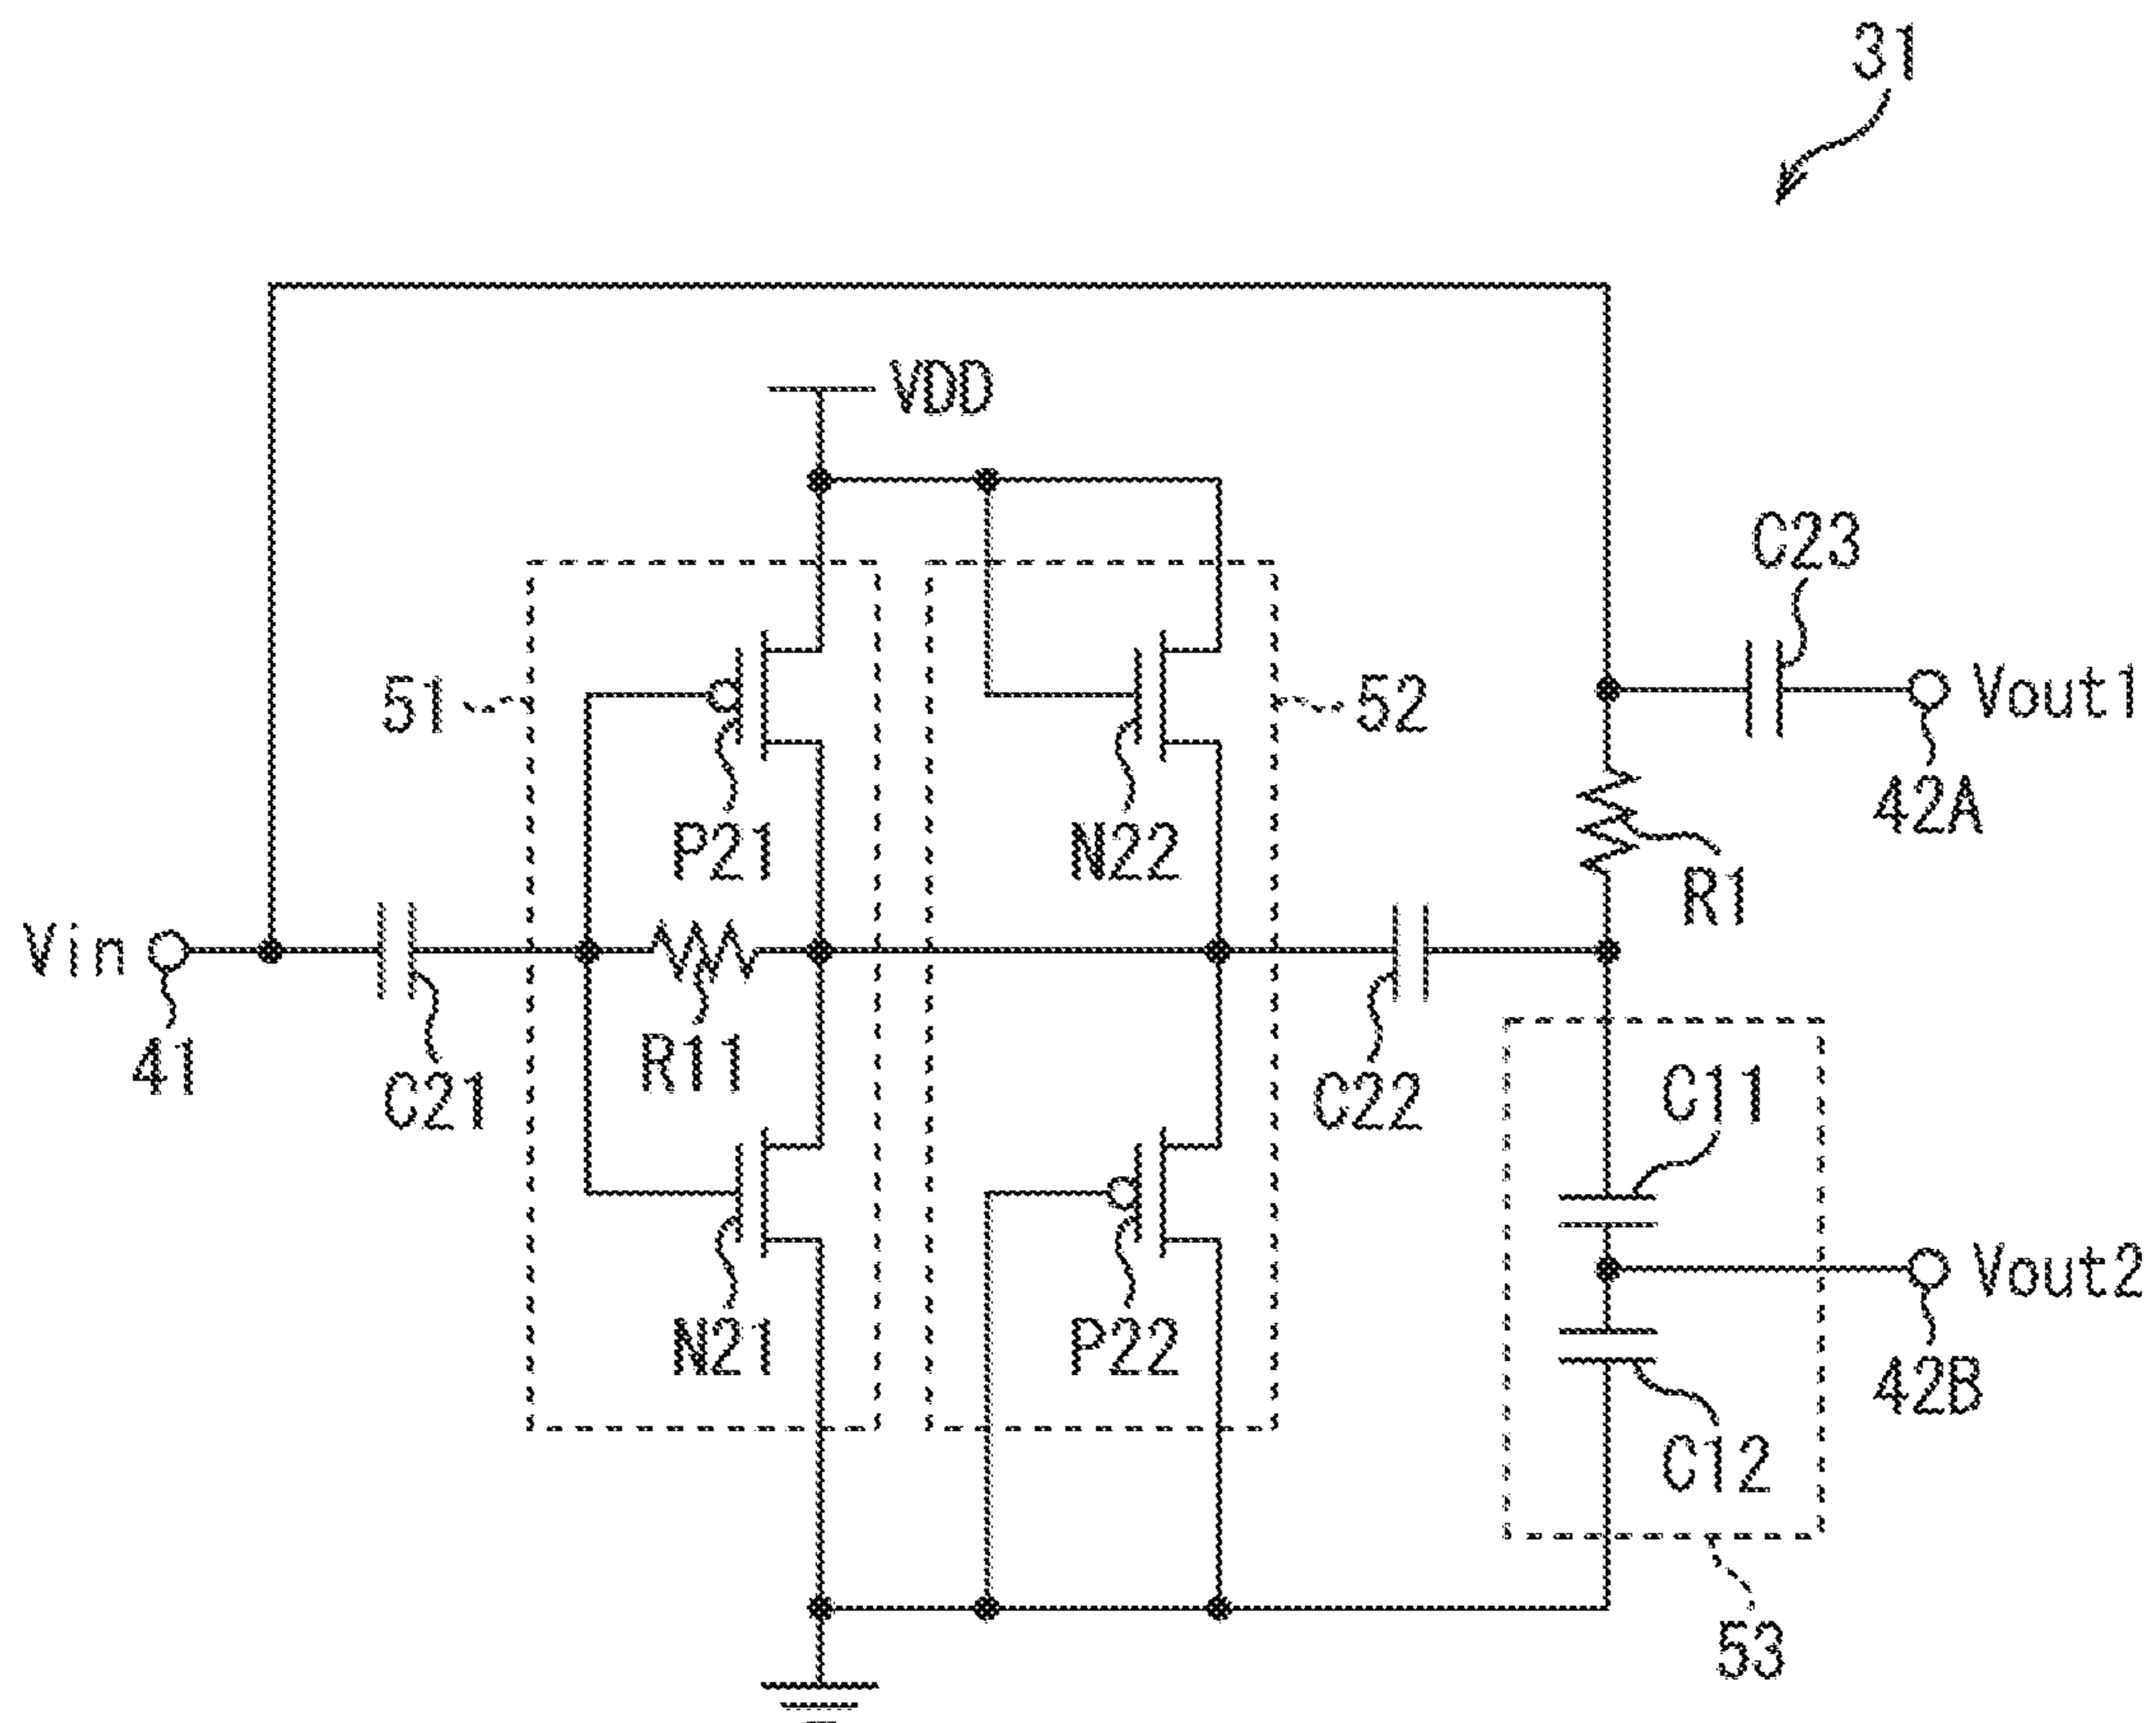 31
VDD
C23
51
52
Vout1
P21
N22
42A
R1
Vin
41
R11
C21
C22
C11
Vout2
N21
P22
42B
C12
53